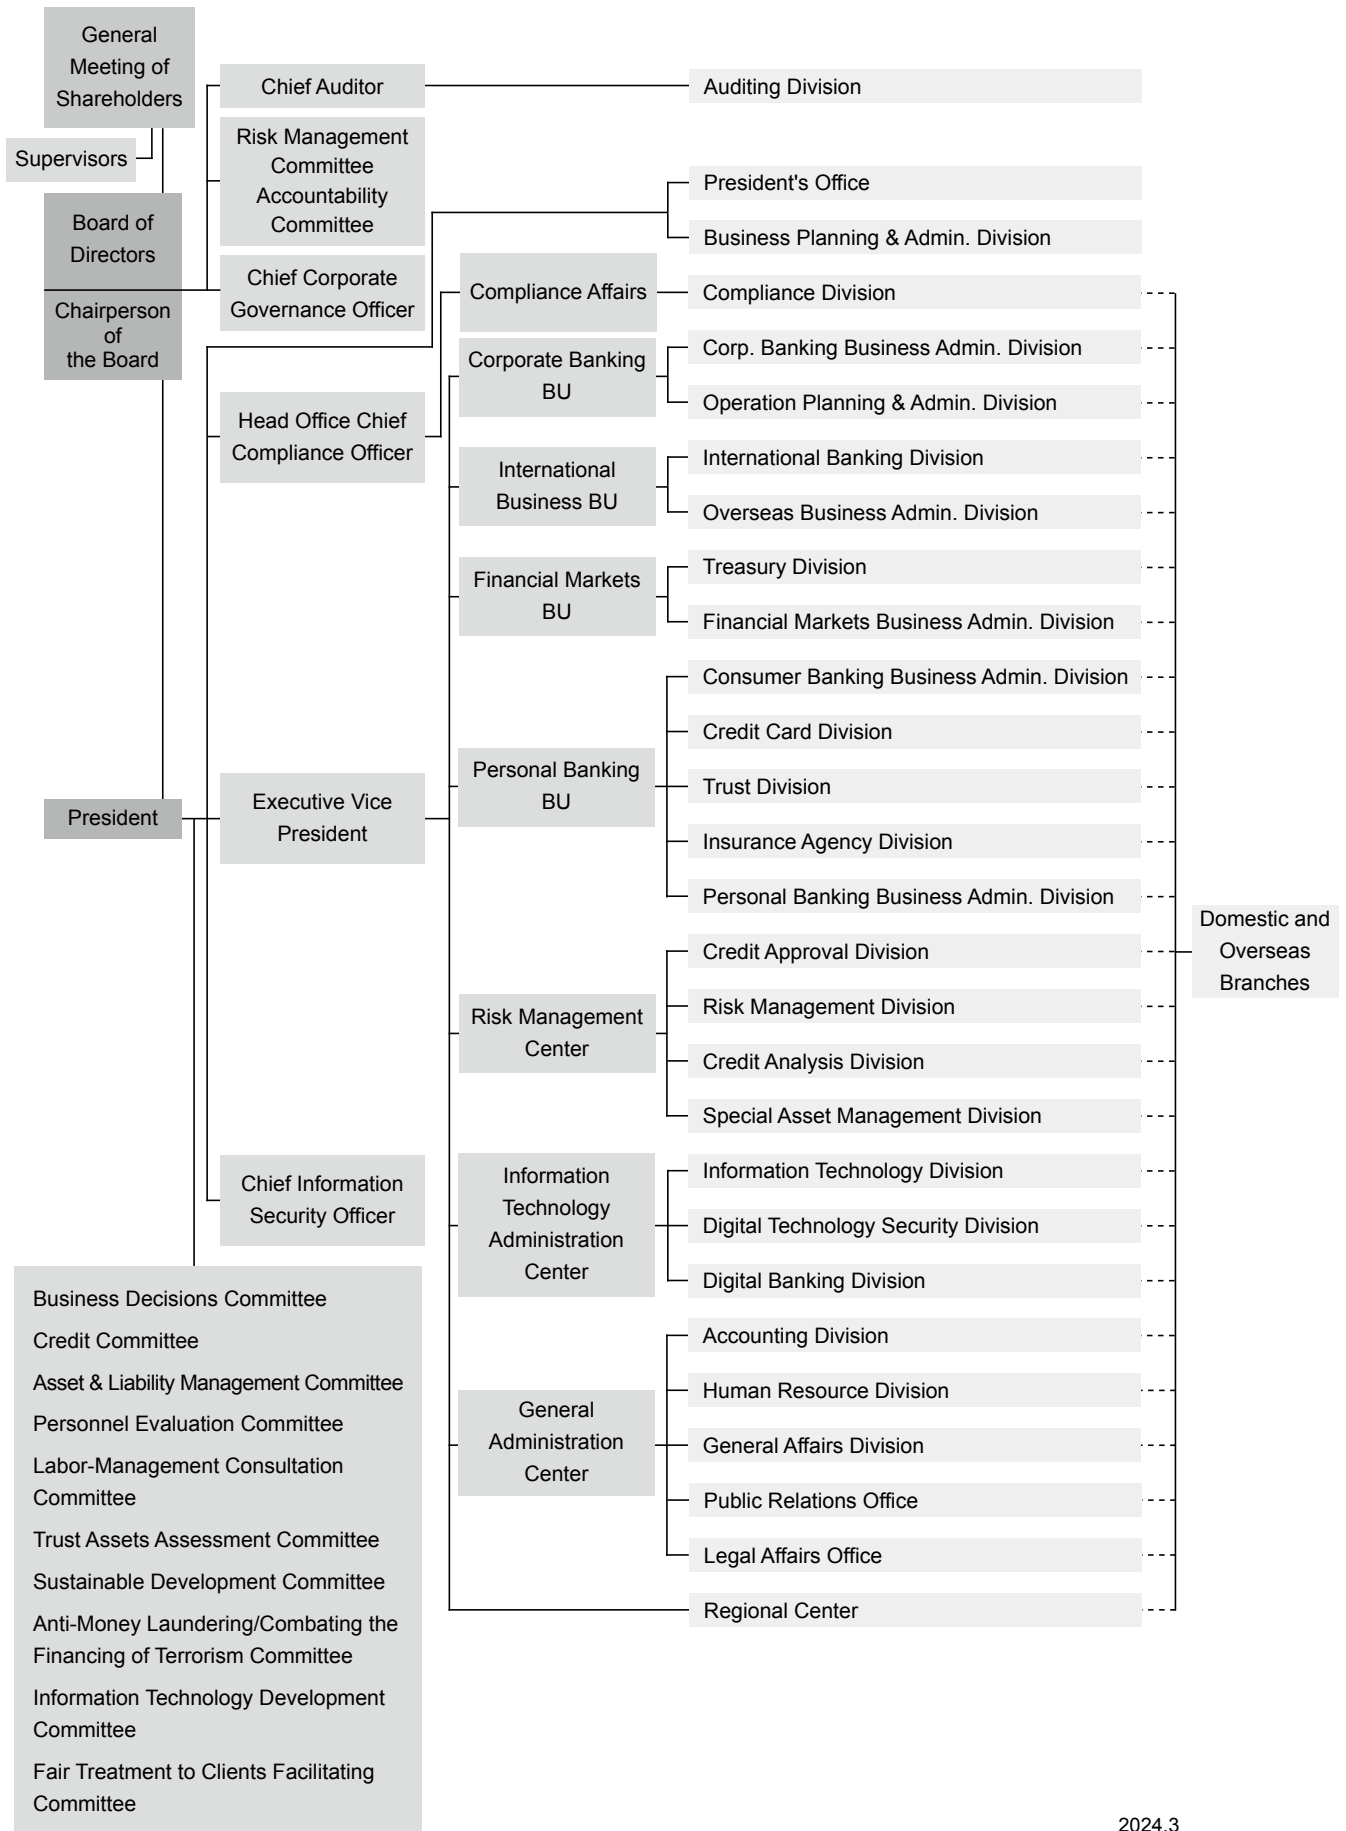 General
Meeting of
Shareholders
Supervisors
Board of
Directors
Chairperson
of
the Board
President
Chief Auditor
Risk Management
Committee
Accountability
Committee
Chief Corporate
Governance Officer
Head Office Chief
Compliance Officer
Executive Vice
President
Chief Information
Security Officer
Business Decisions Committee
Credit Committee
Asset & Liability Management Committee
Personnel Evaluation Committee
Labor-Management Consultation
Committee
Trust Assets Assessment Committee
Sustainable Development Committee
Anti-Money Laundering/Combating the
Financing of Terrorism Committee
Information Technology Development
Committee
Fair Treatment to Clients Facilitating
Committee
Compliance Affairs
Corporate Banking
BU
International
Business BU
Financial Markets
BU
Personal Banking
BU
Risk Management
Center
Information
Technology
Administration
Center
General
Administration
Center
Auditing Division
President's Office
Business Planning & Admin. Division
Compliance Division
Corp. Banking Business Admin. Division
Operation Planning & Admin. Division
International Banking Division
Overseas Business Admin. Division
Treasury Division
Financial Markets Business Admin. Division
Consumer Banking Business Admin. Division
Credit Card Division
Trust Division
Insurance Agency Division
Personal Banking Business Admin. Division
Credit Approval Division
Risk Management Division
Credit Analysis Division
Special Asset Management Division
Information Technology Division
Digital Technology Security Division
Digital Banking Division
Accounting Division
Human Resource Division
General Affairs Division
Public Relations Office
Legal Affairs Office
Regional Center
Domestic and
Overseas
Branches
2024.3